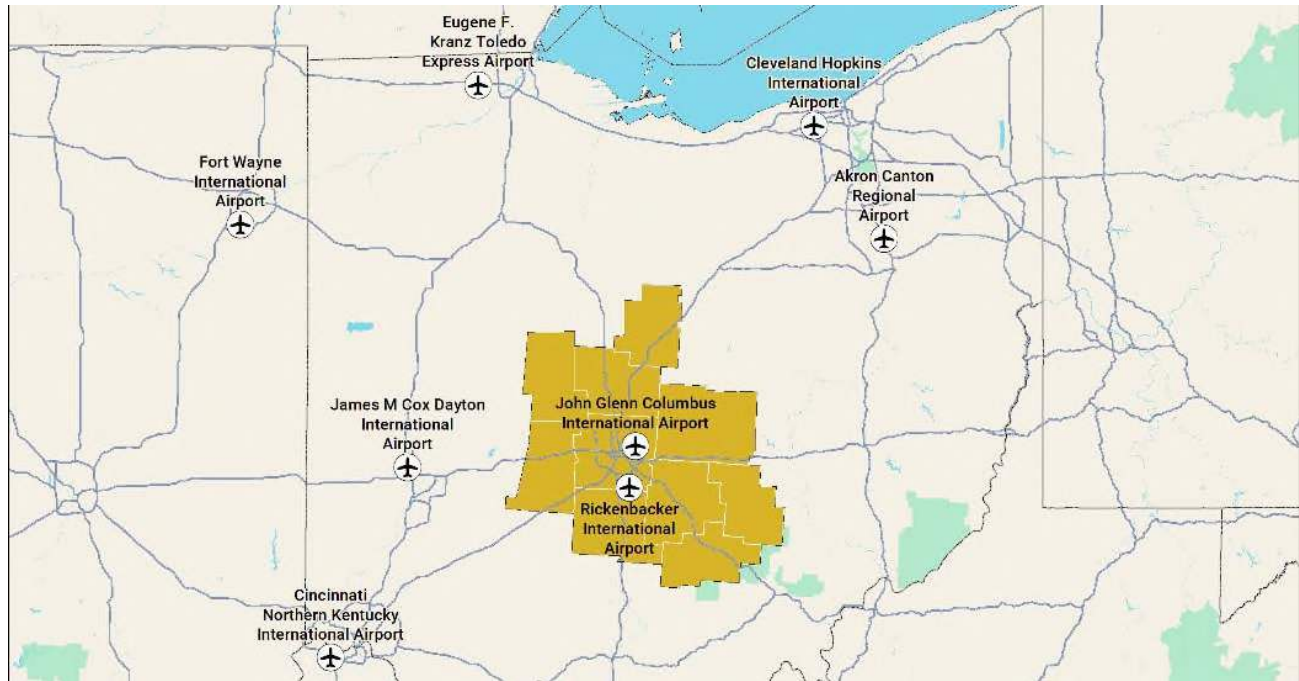 Eugene F.
Kranz Toledo
Express Airport
Cleveland Hopkins
International
Airport
Fort Wayne
International
Airport
Akron Canton
Regional
Airport
James M Cox Dayton
International
Airport
John Glenn Columbus
International Airport
Rickenbacker
International
Airport
Cincinnati
Northern Kentucky
International Airport